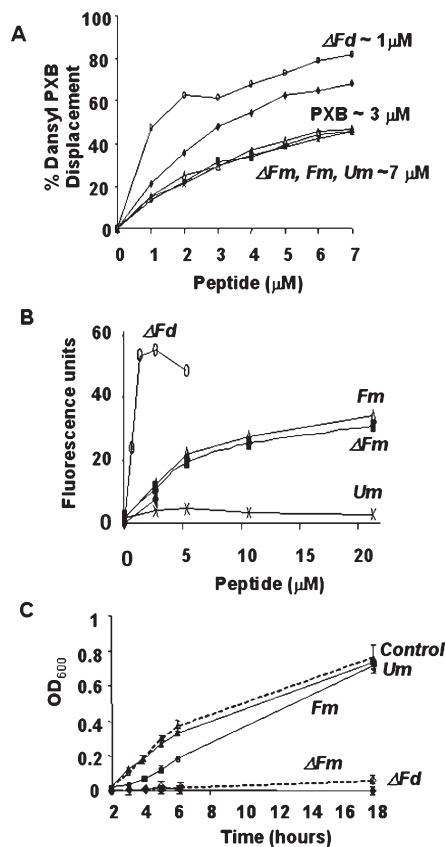 A
% Dansyl PXB
Displacement
100
80
60
40
20
0
ΔFd ~ 1μM
PXB ~ 3 μM
ΔFm, Fm, Um ~7 μM
0 1 2 3 4 5 6 7
Peptide (μM)
B
Fluorescence units
60
40
20
0
ΔFd
Fm
ΔFm
Um
0 5 10 15 20
Peptide (μM)
C
OD600
1
0.8
0.6
0.4
0.2
0
Control
Um
Fm
ΔFm
ΔFd
2 4 6 8 10 12 14 16 18
Time (hours)